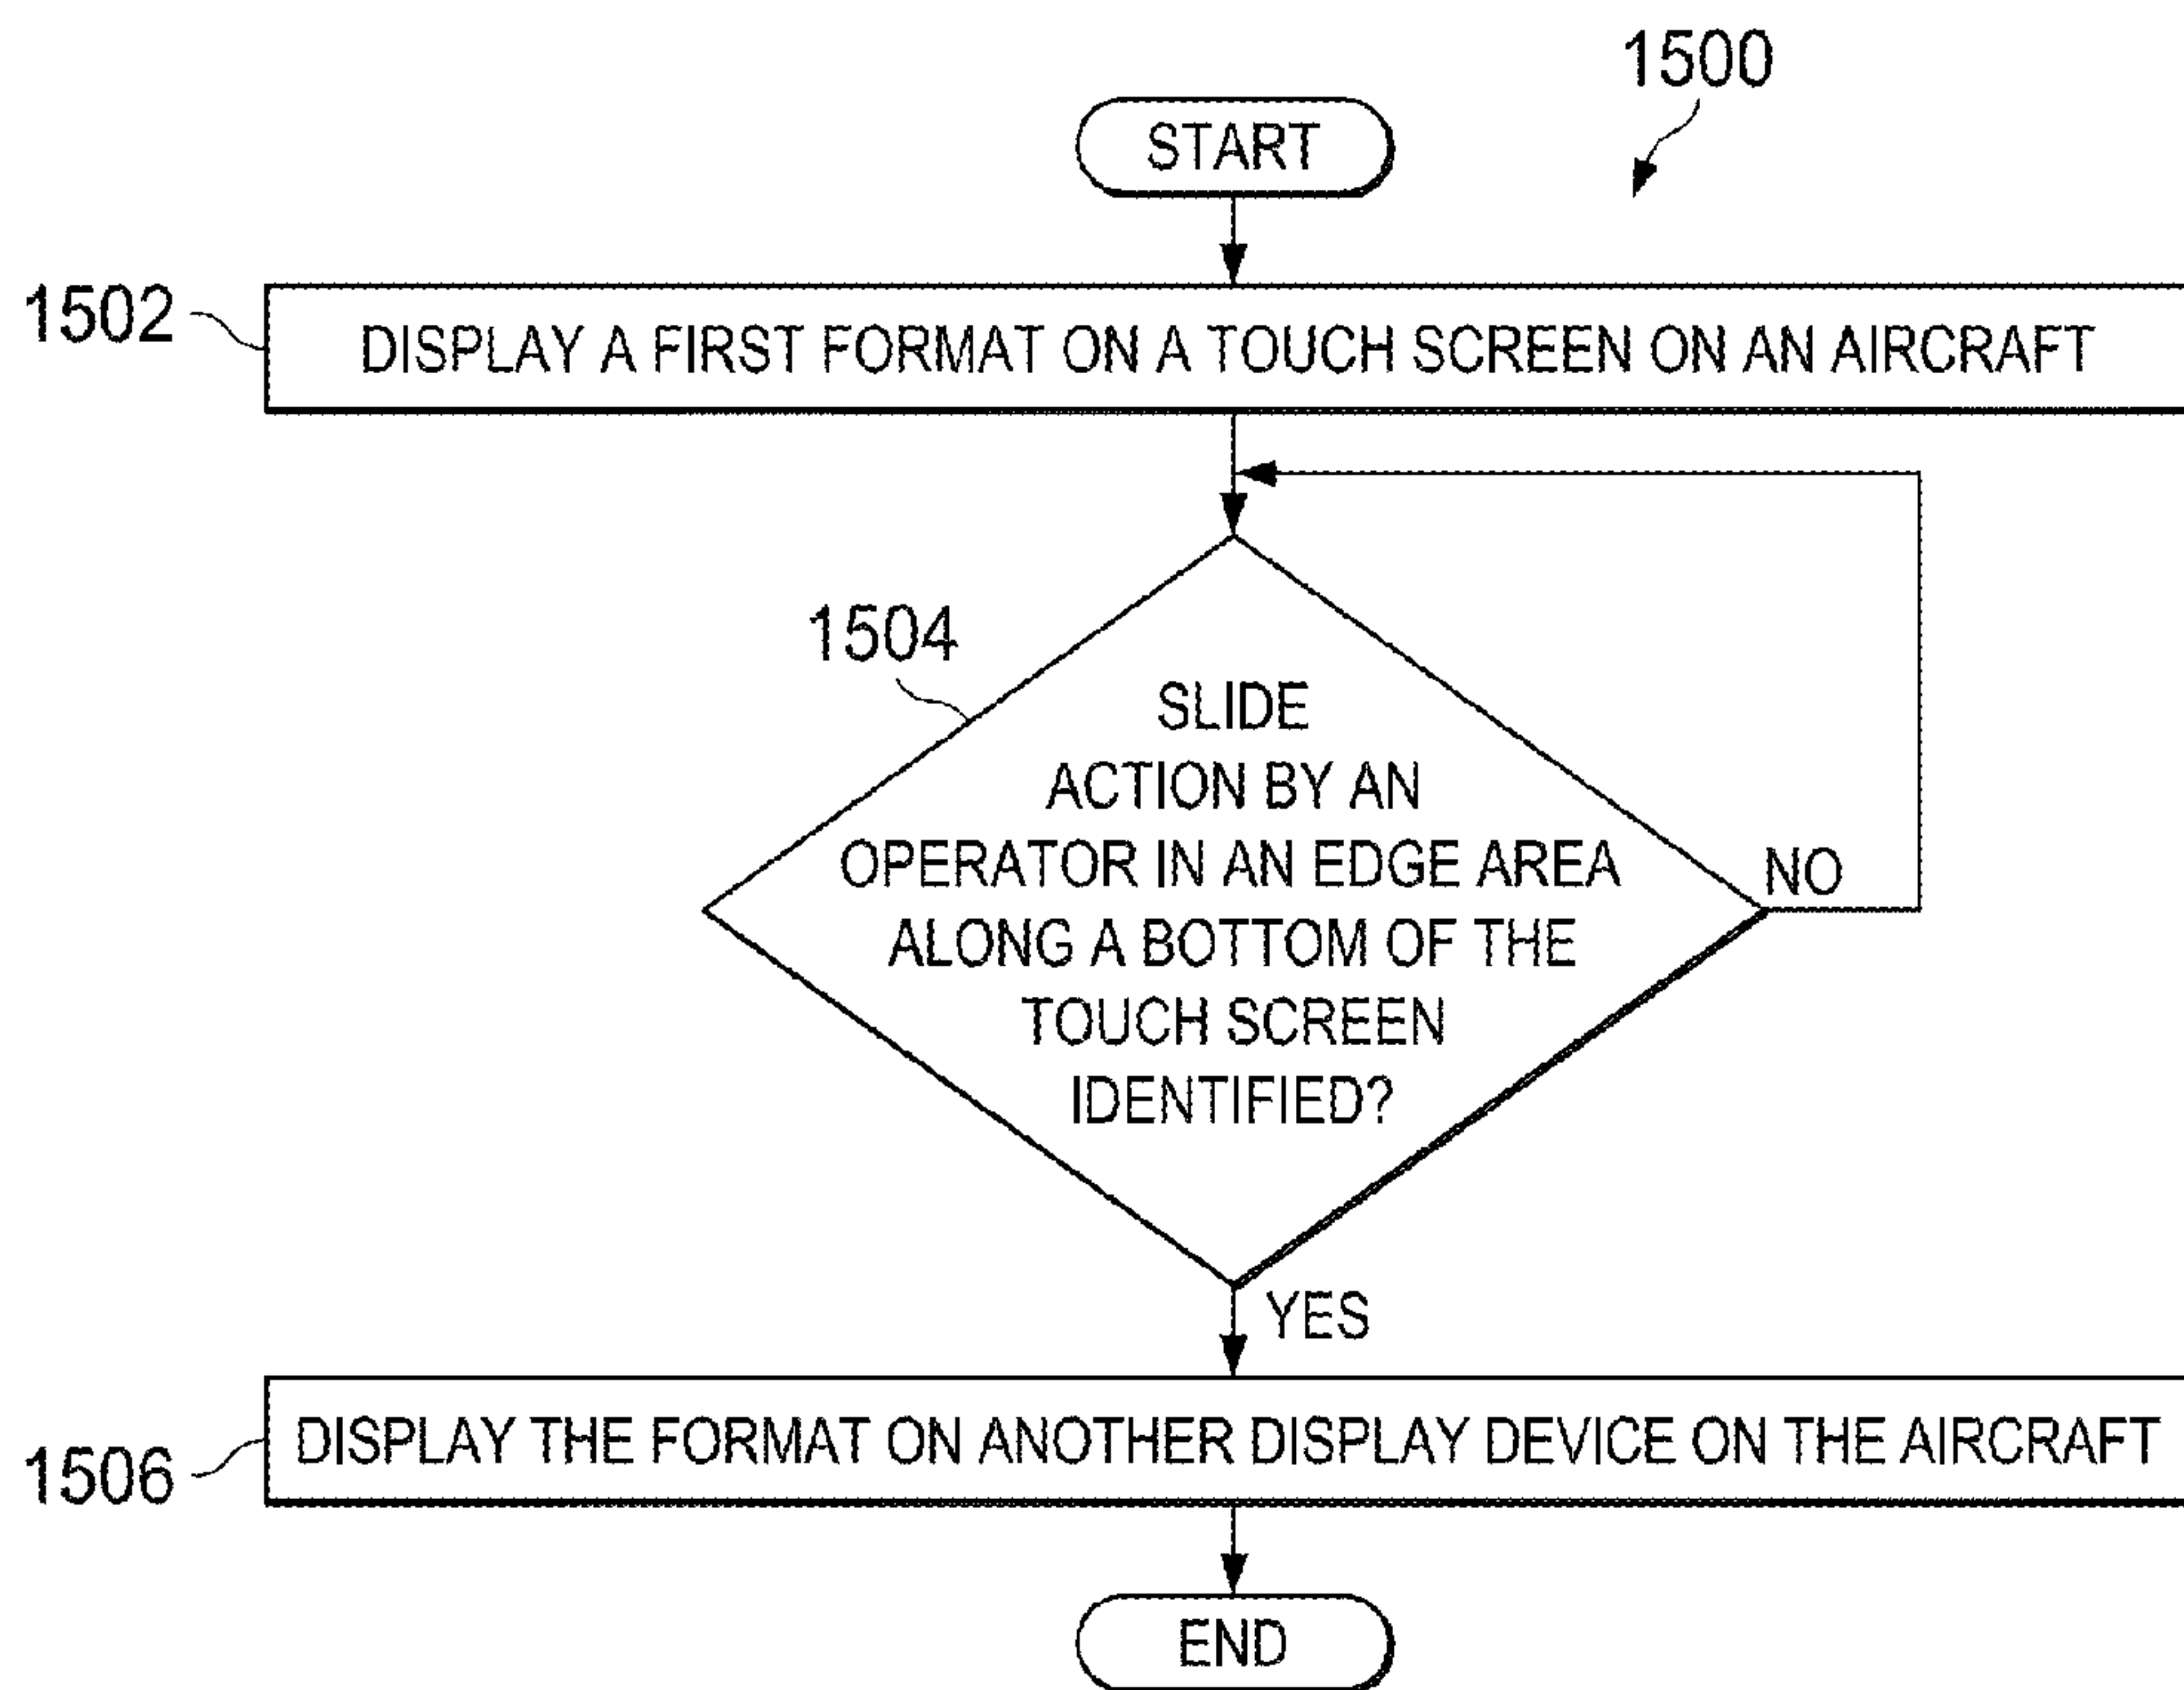 1500
START
1502
DISPLAY A FIRST FORMAT ON A TOUCH SCREEN ON AN AIRCRAFT
1504
SLIDE
ACTION BY AN
OPERATOR IN AN EDGE AREA
ALONG A BOTTOM OF THE
TOUCH SCREEN
IDENTIFIED?
NO
YES
1506
DISPLAY THE FORMAT ON ANOTHER DISPLAY DEVICE ON THE AIRCRAFT
END